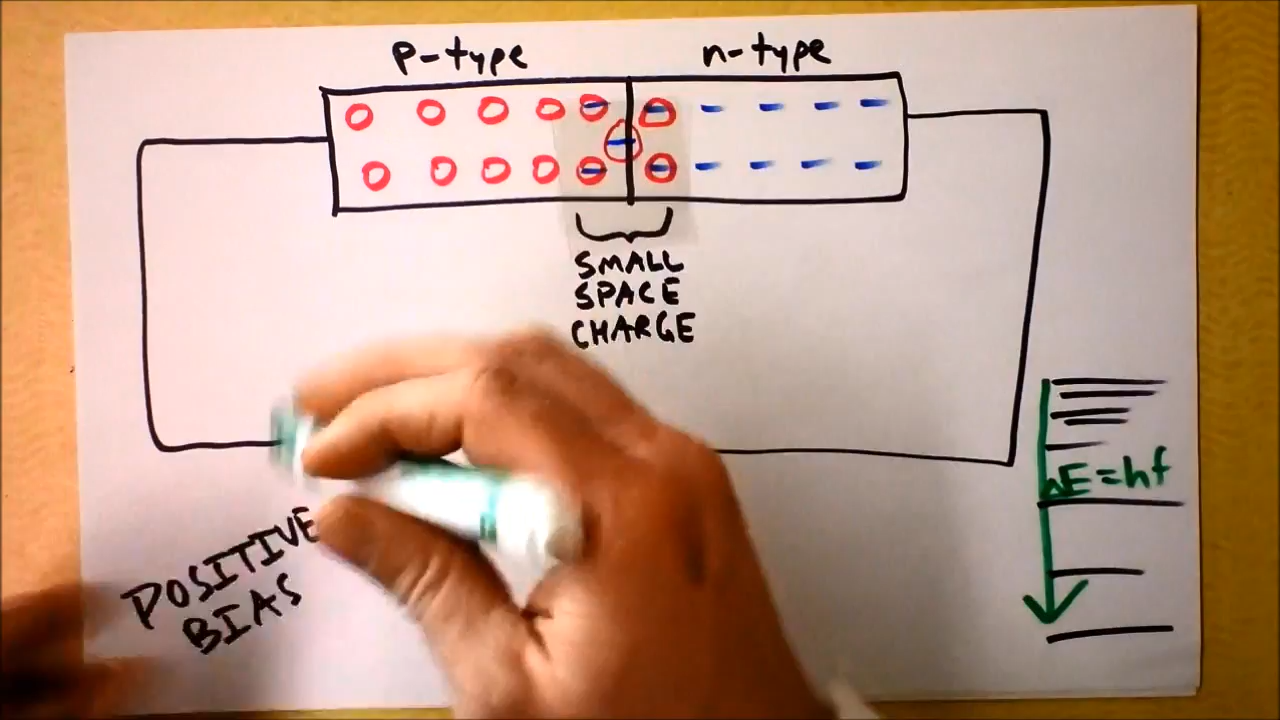 p-type
n-type
SMALL
SPACE
CHARGE
ΔE=hf
POSITIVE
BIAS